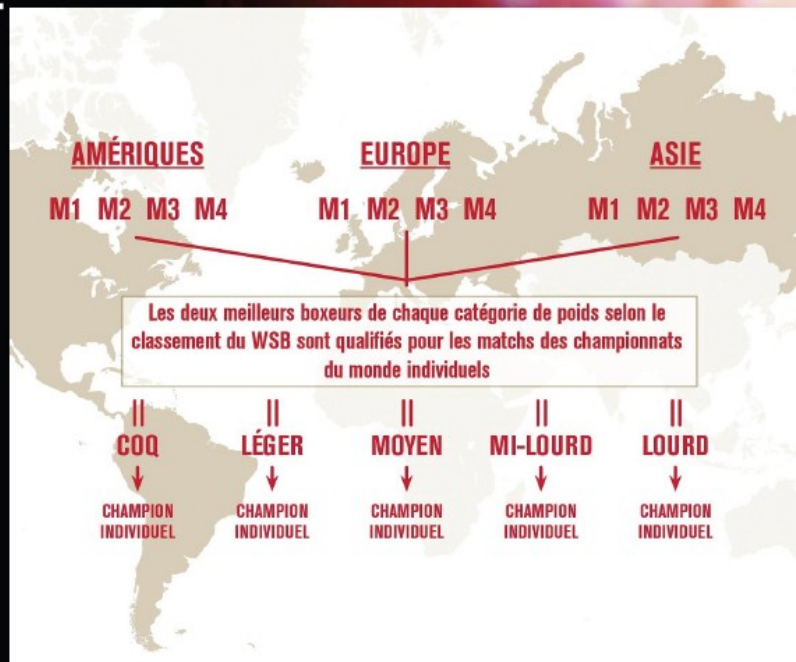 AMÉRIQUES EUROPE ASIE
M1 M2 M3 M4 M1 M2 M3 M4 M1 M2 M3 M4
Les deux meilleurs boxeurs de chaque catégorie de poids selon le
classement du WSB sont qualifiés pour les matchs des championnats
du monde individuels
COQ LÉGER MOYEN MI-LOURD LOURD
CHAMPION CHAMPION CHAMPION CHAMPION CHAMPION
INDIVIDUEL INDIVIDUEL INDIVIDUEL INDIVIDUEL INDIVIDUEL